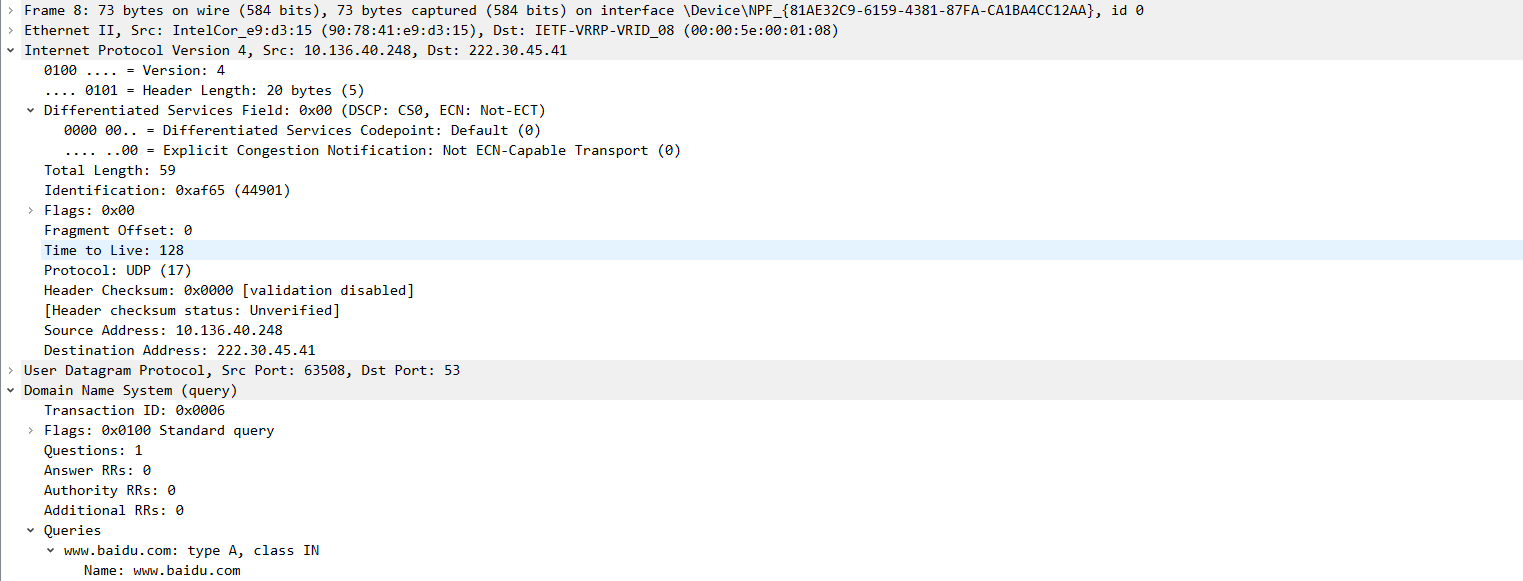 Frame 8: 73 bytes on wire (584 bits), 73 bytes captured (584 bits) on interface \Device\NPF_{81AE32C9-6159-4381-87FA-CA1BA4CC12AA}, id 0
Ethernet II, Src: IntelCor_e9:d3:15 (90:78:41:e9:d3:15), Dst: IETF-VRRP-VRID_08 (00:00:5e:00:01:08)
Internet Protocol Version 4, Src: 10.136.40.248, Dst: 222.30.45.41
0100 .... = Version: 4
.... 0101 = Header Length: 20 bytes (5)
Differentiated Services Field: 0x00 (DSCP: CS0, ECN: Not-ECT)
0000 00.. = Differentiated Services Codepoint: Default (0)
.... ..00 = Explicit Congestion Notification: Not ECN-Capable Transport (0)
Total Length: 59
Identification: 0xaf65 (44901)
Flags: 0x00
Fragment Offset: 0
Time to Live: 128
Protocol: UDP (17)
Header Checksum: 0x0000 [validation disabled]
[Header checksum status: Unverified]
Source Address: 10.136.40.248
Destination Address: 222.30.45.41
User Datagram Protocol, Src Port: 63508, Dst Port: 53
Domain Name System (query)
Transaction ID: 0x0006
Flags: 0x0100 Standard query
Questions: 1
Answer RRs: 0
Authority RRs: 0
Additional RRs: 0
Queries
www.baidu.com: type A, class IN
Name: www.baidu.com